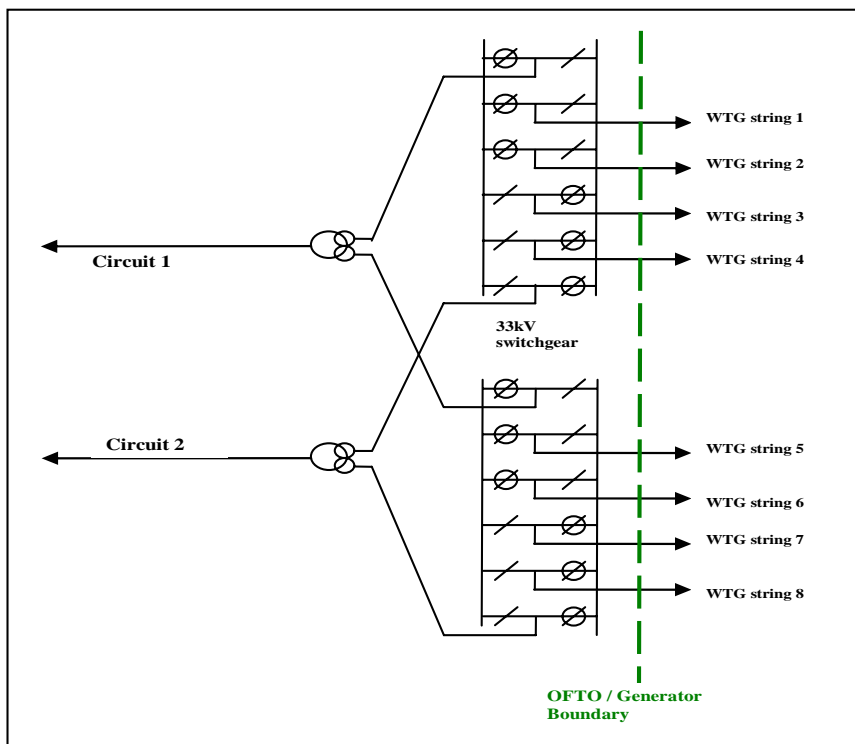 WTG string 1
WTG string 2
WTG string 3
Circuit 1
WTG string 4
33kV
switchgear
Circuit 2
WTG string 5
WTG string 6
WTG string 7
WTG string 8
OFTO / Generator
Boundary